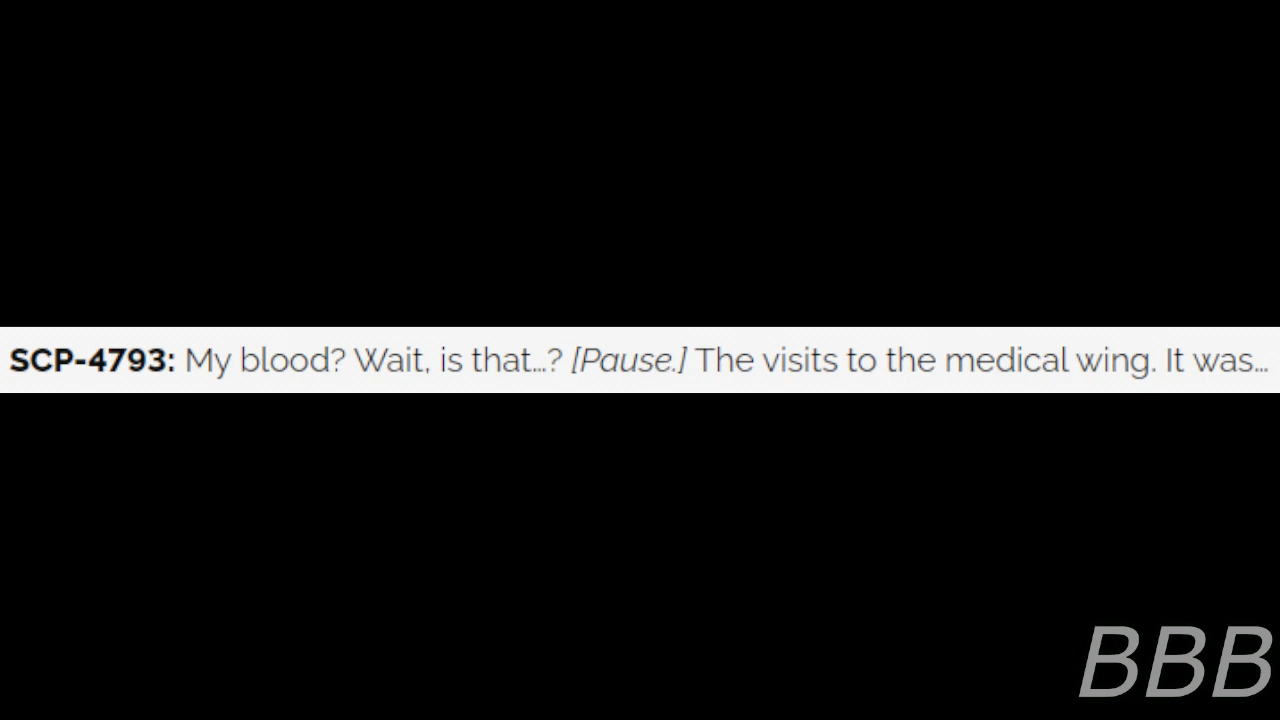 SCP-4793: My blood? Wait, is that...? [Pause.] The visits to the medical wing. It was...
BBB